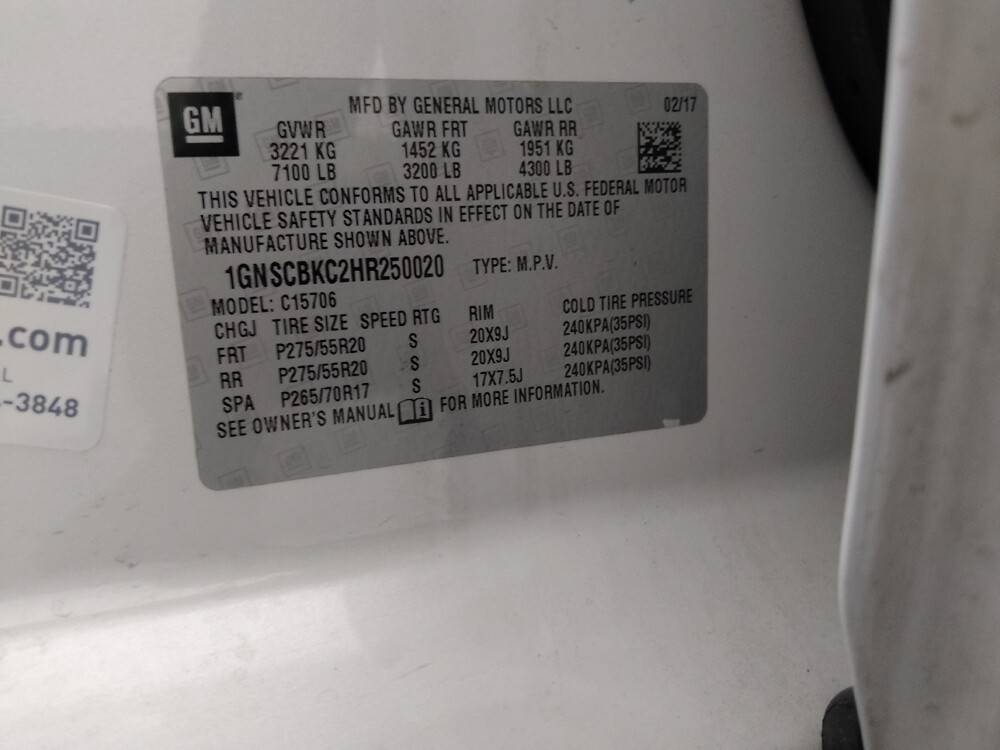 GM
MFD BY GENERAL MOTORS LLC 02/17
GVWR GAWR FRT GAWR RR
3221 KG 1452 KG 1951 KG
7100 LB 3200 LB 4300 LB
THIS VEHICLE CONFORMS TO ALL APPLICABLE U.S. FEDERAL MOTOR
VEHICLE SAFETY STANDARDS IN EFFECT ON THE DATE OF
MANUFACTURE SHOWN ABOVE.
1GNSCBKC2HR250020 TYPE: M.P.V.
MODEL: C15706
CHGJ TIRE SIZE SPEED RTG RIM COLD TIRE PRESSURE
FRT P275/55R20 S 20X9J 240KPA(35PSI)
RR P275/55R20 S 20X9J 240KPA(35PSI)
SPA P265/70R17 S 17X7.5J 240KPA(35PSI)
SEE OWNER'S MANUAL i FOR MORE INFORMATION.
.com
L
-3848